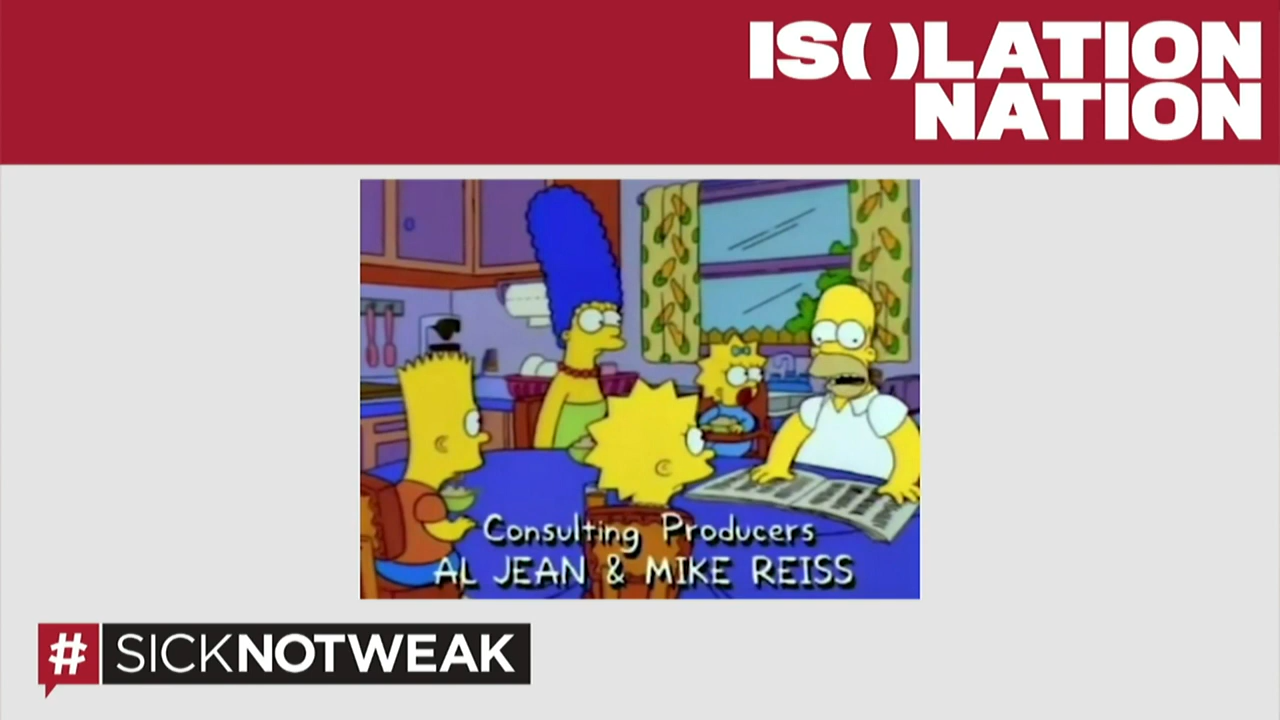 IS( )LATION
NATION
Consulting Producers
AL JEAN & MIKE REISS
#SICKNOTWEAK